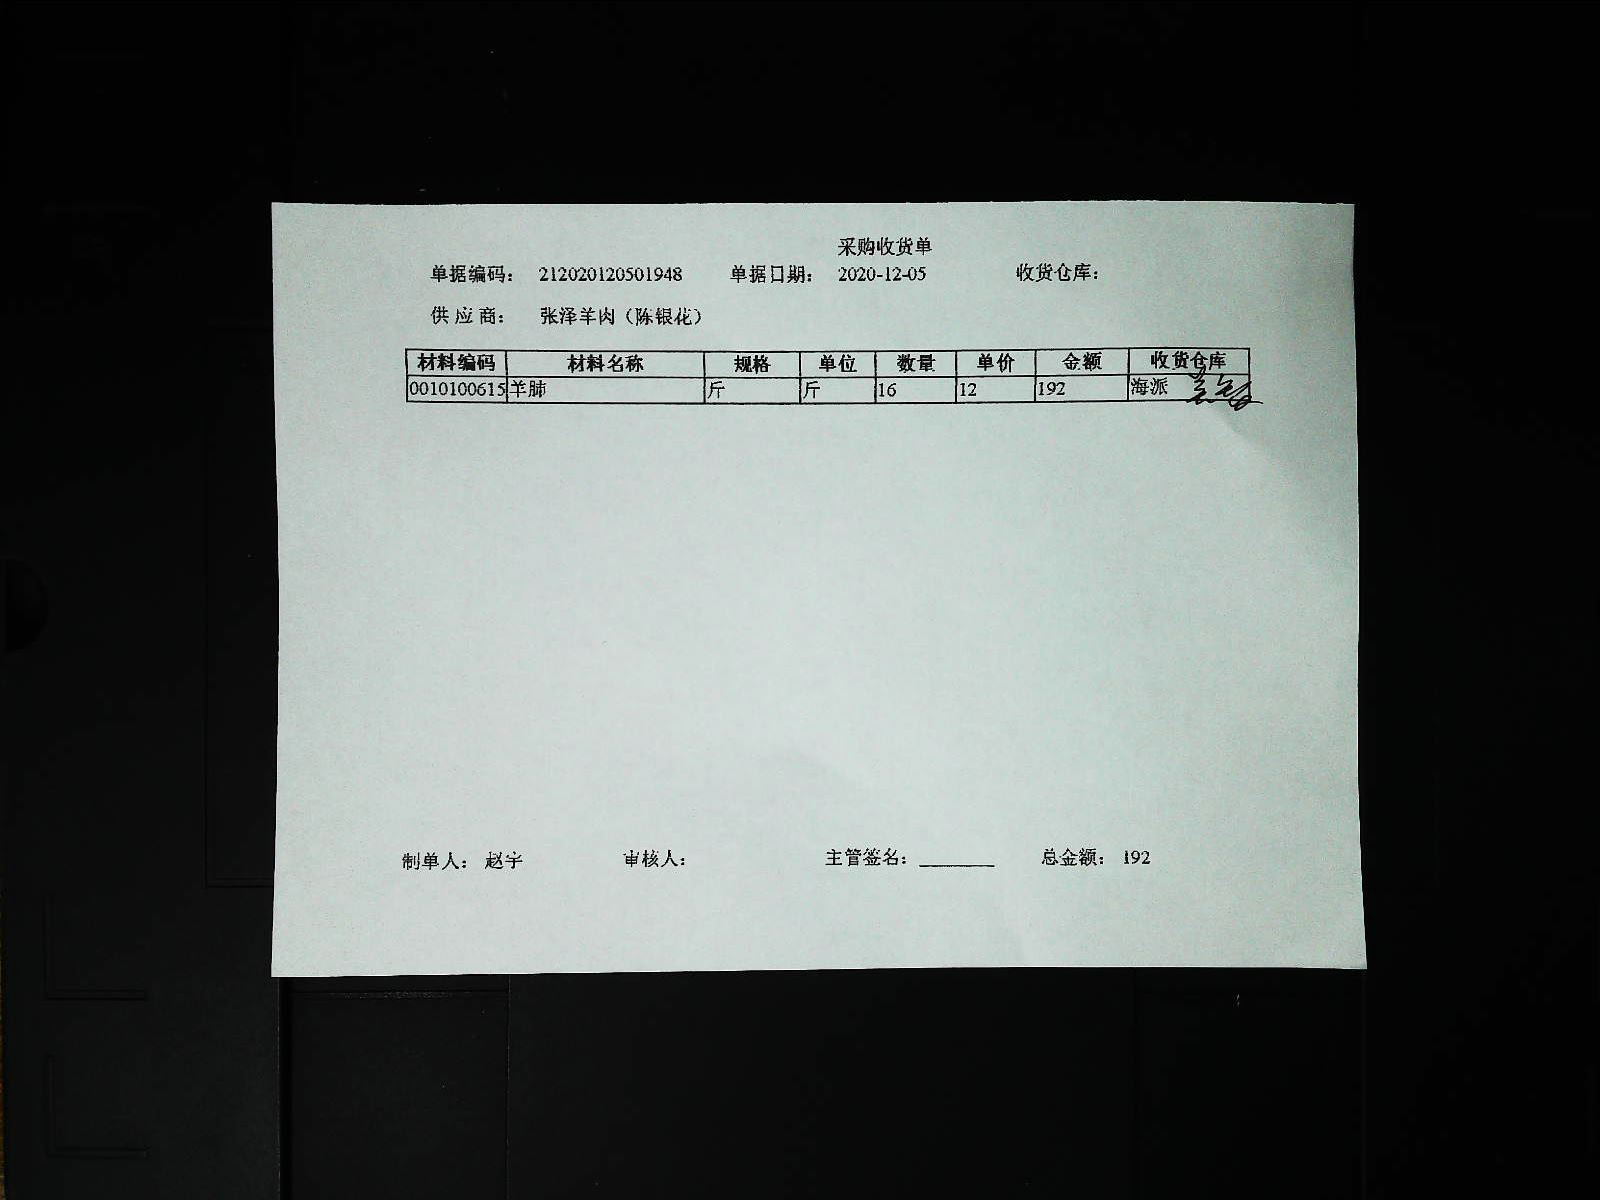 采购收货单
单据编码： 212020120501948 单据日期： 2020-12-05 收货仓库：
供 应 商： 张泽羊肉（陈银花）
材料编码 材料名称 规格 单位 数量 单价 金额 收货仓库
0010100615 羊肺 斤 斤 16 12 192 海派
制单人： 赵宇 审核人： 主管签名： ________ 总金额： 192